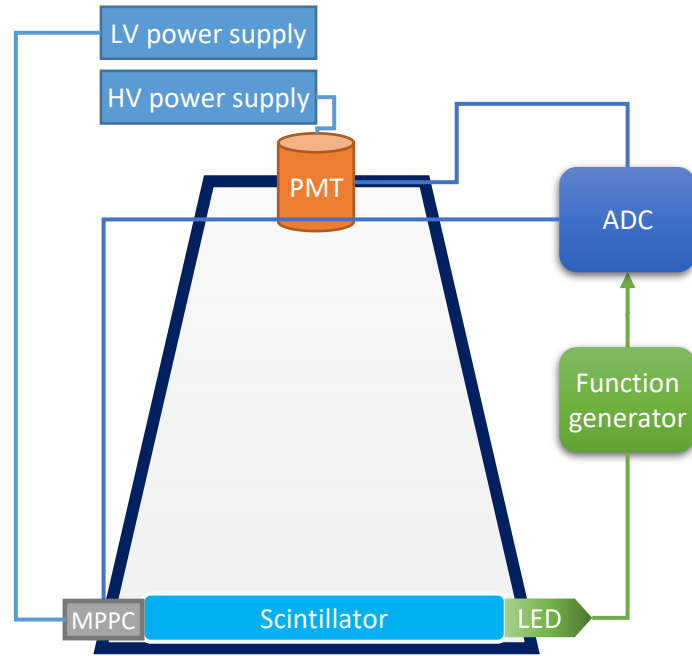 LV power supply
HV power supply
PMT
ADC
Function
generator
MPPC
Scintillator
LED